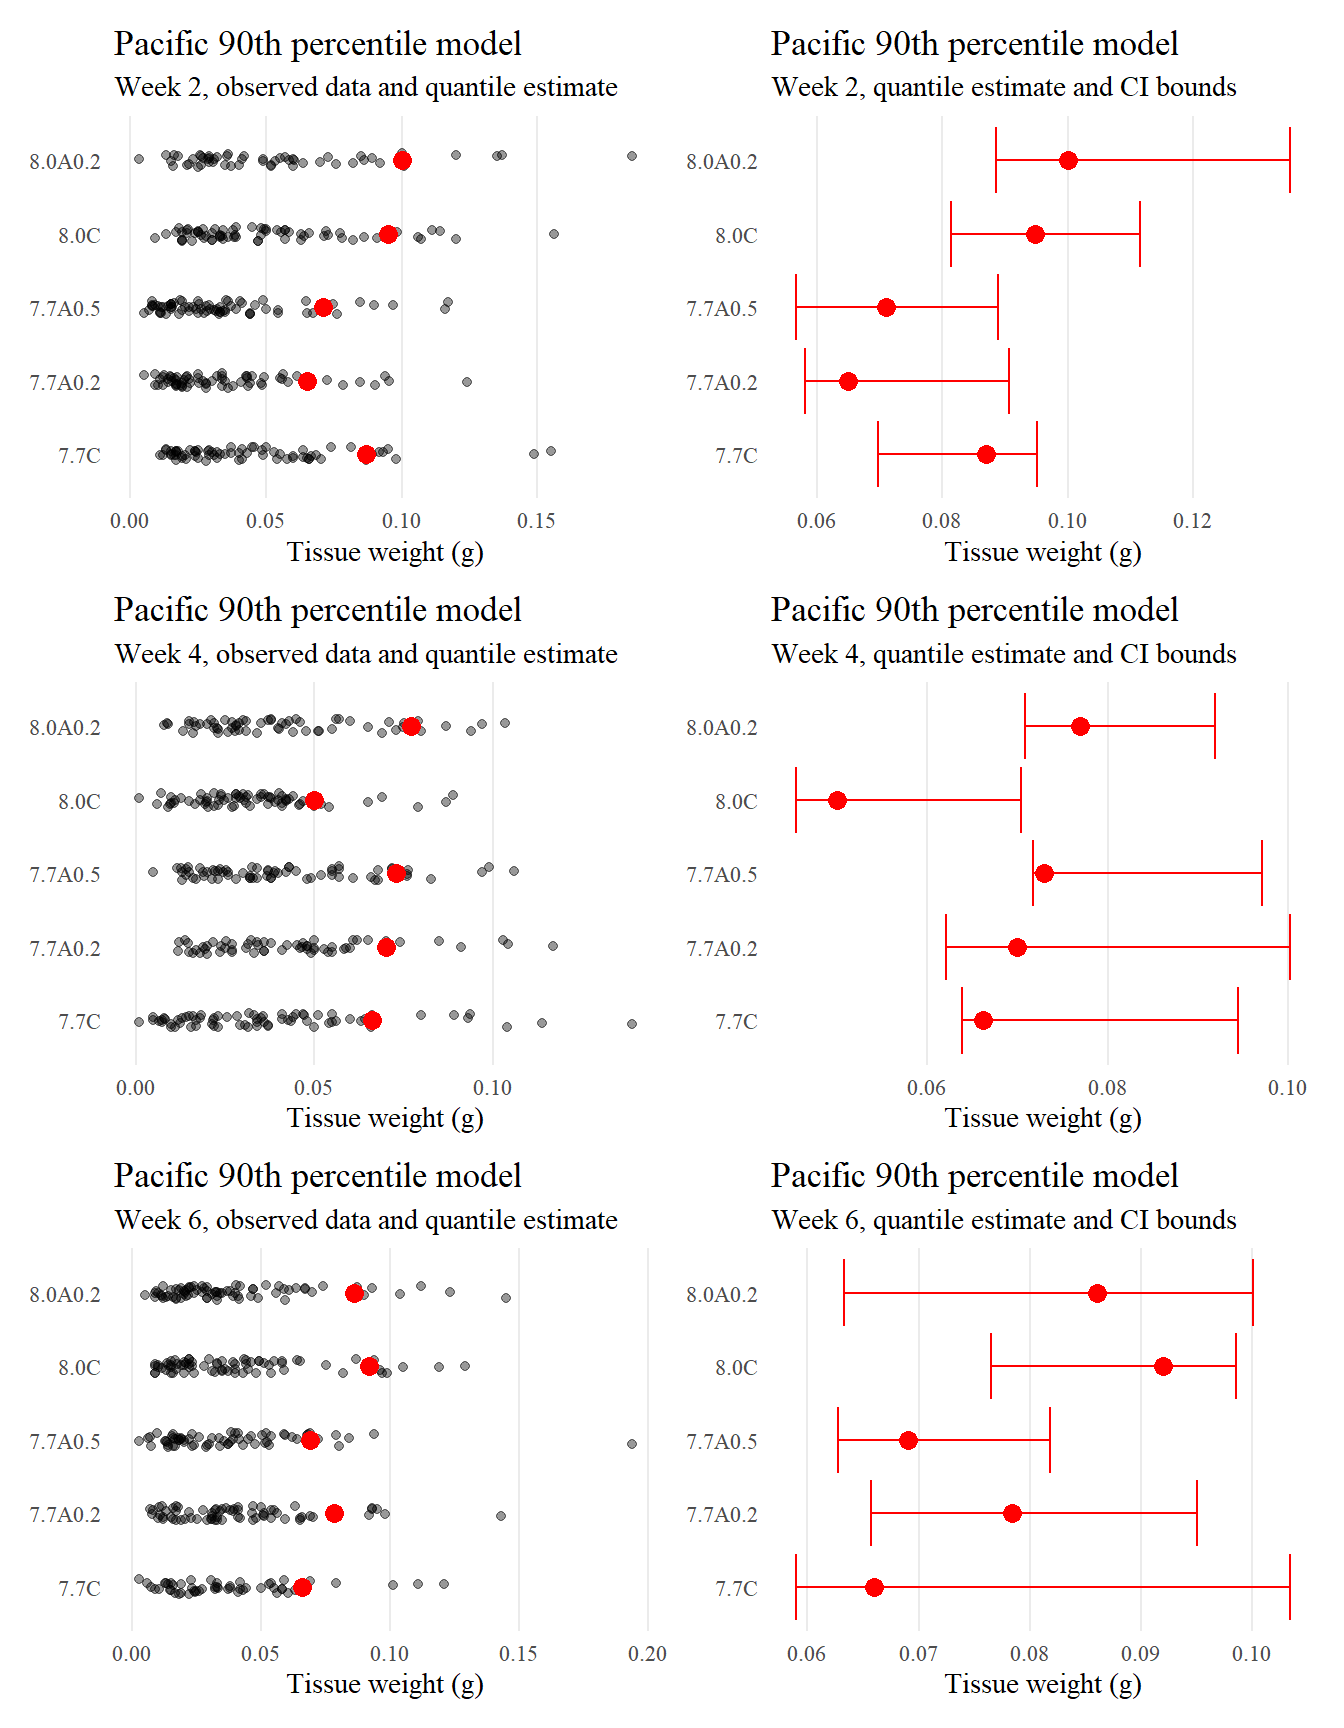 Pacific 90th percentile model
Week 2, observed data and quantile estimate
8.0A0.2
8.0C
7.7A0.5
7.7A0.2
7.7C
0.00 0.05 0.10 0.15
Tissue weight (g)
Pacific 90th percentile model
Week 2, quantile estimate and CI bounds
8.0A0.2
8.0C
7.7A0.5
7.7A0.2
7.7C
0.06 0.08 0.10 0.12
Tissue weight (g)
Pacific 90th percentile model
Week 4, observed data and quantile estimate
8.0A0.2
8.0C
7.7A0.5
7.7A0.2
7.7C
0.00 0.05 0.10
Tissue weight (g)
Pacific 90th percentile model
Week 4, quantile estimate and CI bounds
8.0A0.2
8.0C
7.7A0.5
7.7A0.2
7.7C
0.06 0.08 0.10
Tissue weight (g)
Pacific 90th percentile model
Week 6, observed data and quantile estimate
8.0A0.2
8.0C
7.7A0.5
7.7A0.2
7.7C
0.00 0.05 0.10 0.15 0.20
Tissue weight (g)
Pacific 90th percentile model
Week 6, quantile estimate and CI bounds
8.0A0.2
8.0C
7.7A0.5
7.7A0.2
7.7C
0.06 0.07 0.08 0.09 0.10
Tissue weight (g)